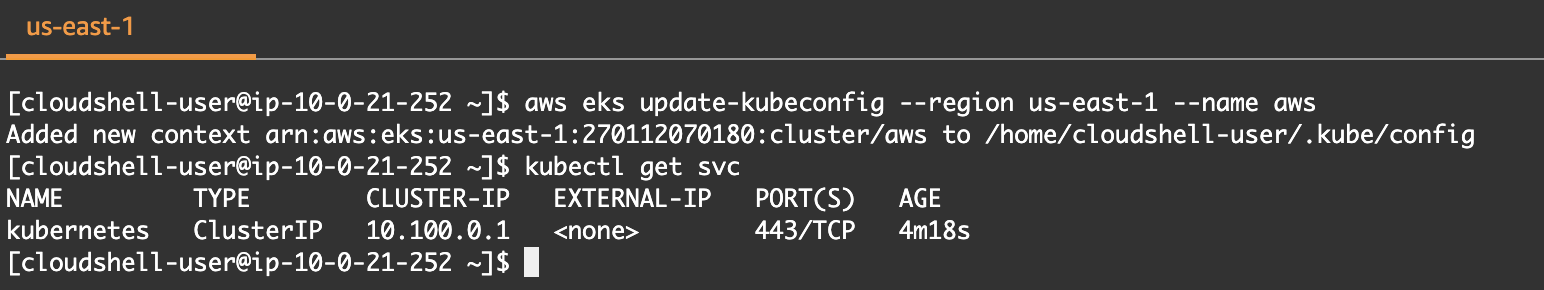 us-east-1
[cloudshell-user@ip-10-0-21-252 ~]$ aws eks update-kubeconfig --region us-east-1 --name aws
Added new context arn:aws:eks:us-east-1:270112070180:cluster/aws to /home/cloudshell-user/.kube/config
[cloudshell-user@ip-10-0-21-252 ~]$ kubectl get svc
NAME         TYPE        CLUSTER-IP   EXTERNAL-IP   PORT(S)   AGE
kubernetes   ClusterIP   10.100.0.1   <none>        443/TCP   4m18s
[cloudshell-user@ip-10-0-21-252 ~]$